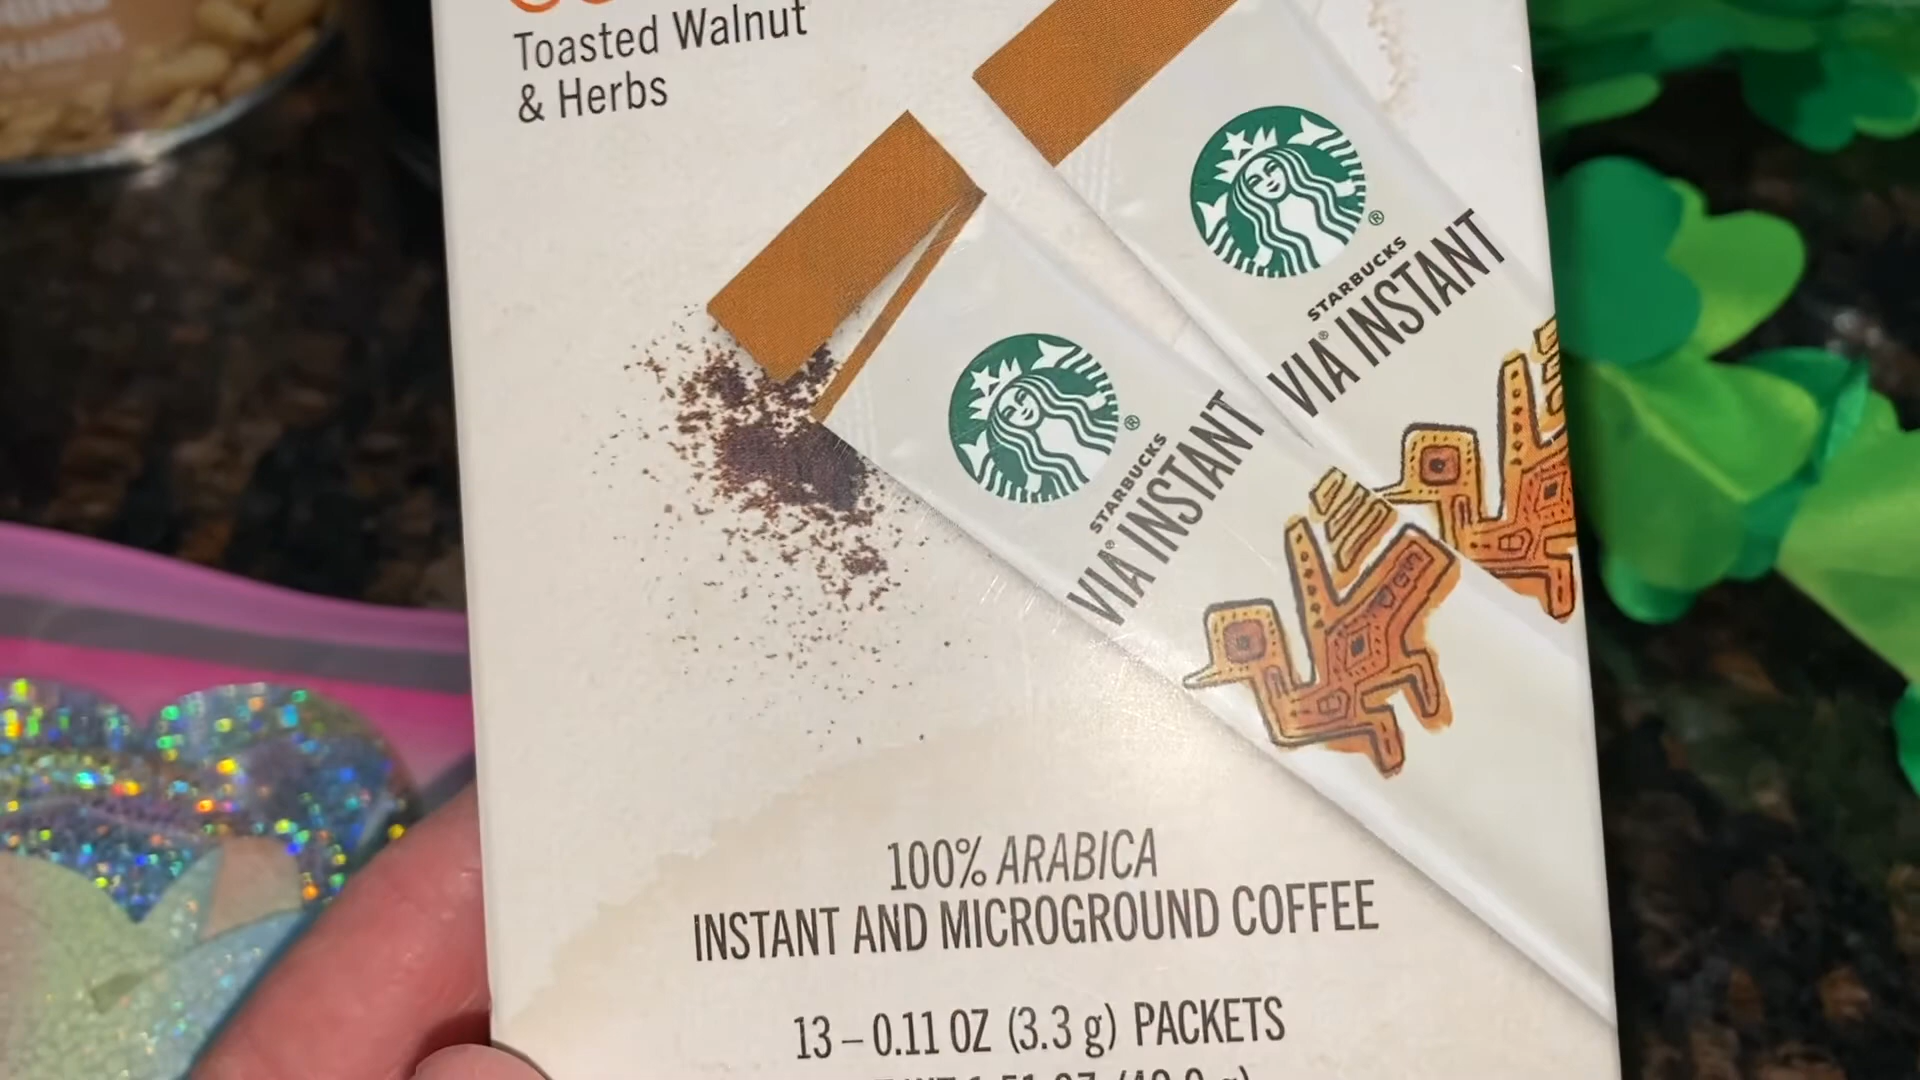 PEANUTS
Toasted Walnut
& Herbs
STARBUCKS
VIA® INSTANT
STARBUCKS
VIA® INSTANT
100% ARABICA
INSTANT AND MICROGROUND COFFEE
13 – 0.11 OZ (3.3 g) PACKETS